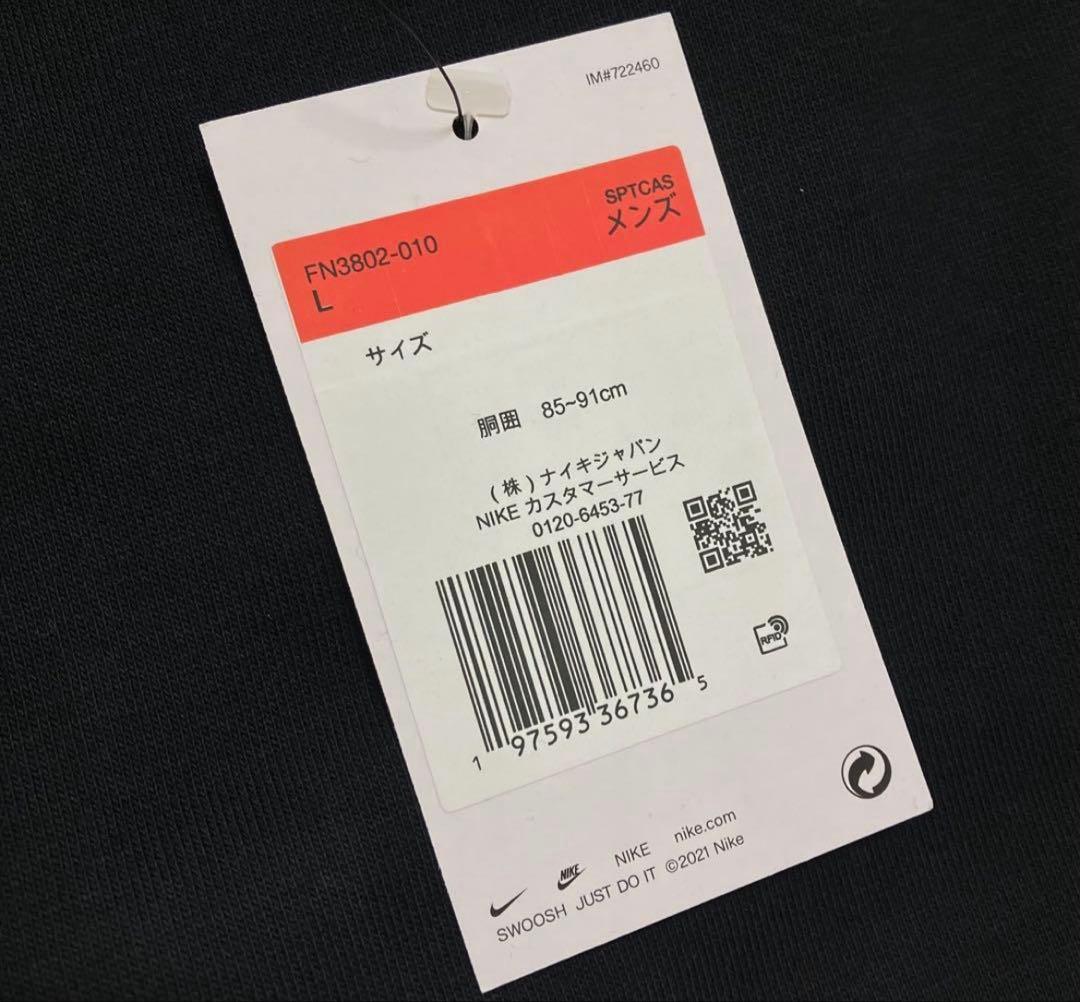 IM#722460
SPTCAS
メンズ
FN3802-010
L
サイズ
胴囲 85~91cm
(株)ナイキジャパン
NIKE カスタマーサービス
0120-6453-77
RFID
1 97593 36736 5
NIKE NIKE nike.com
SWOOSH JUST DO IT ©2021 Nike